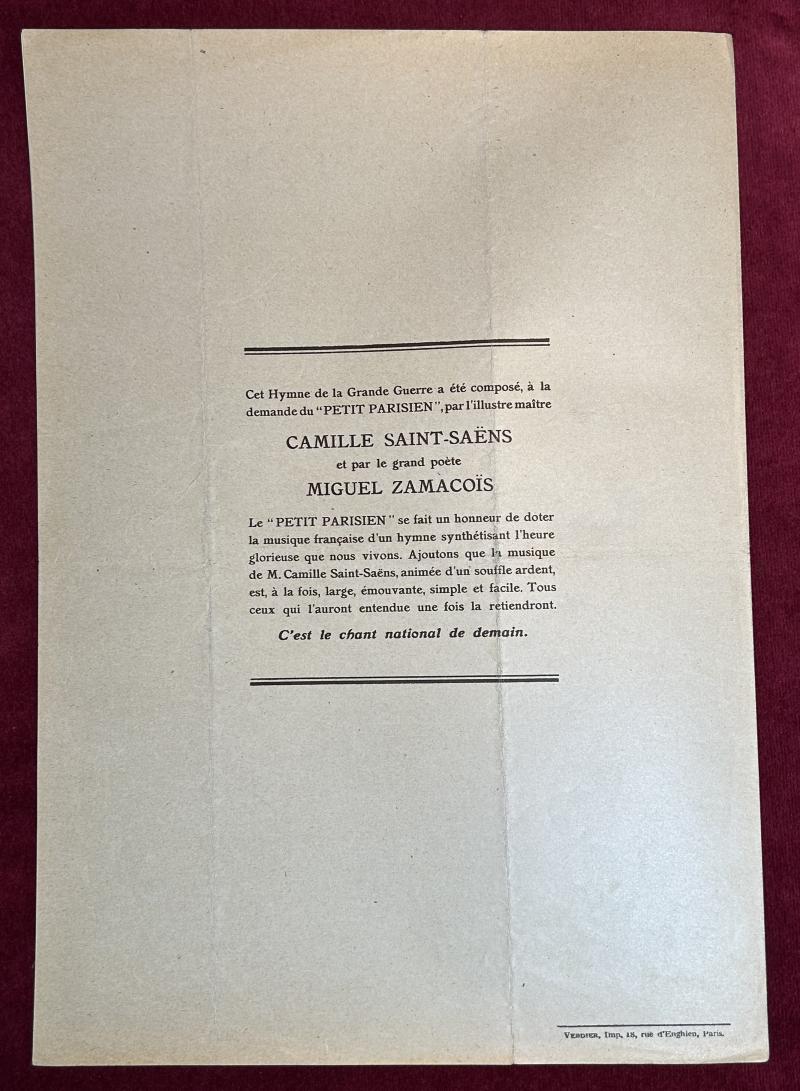 Cet Hymne de la Grande Guerre a été composé, à la
demande du "PETIT PARISIEN", par l'illustre maître
CAMILLE SAINT-SAËNS
et par le grand poète
MIGUEL ZAMACOÏS
Le "PETIT PARISIEN" se fait un honneur de doter
la musique française d'un hymne synthétisant l'heure
glorieuse que nous vivons. Ajoutons que la musique
de M. Camille Saint-Saëns, animée d'un souffle ardent,
est, à la fois, large, émouvante, simple et facile. Tous
ceux qui l'auront entendue une fois la retiendront.
C'est le chant national de demain.
VERDIER, Imp, 18, rue d'Enghien, Paris.